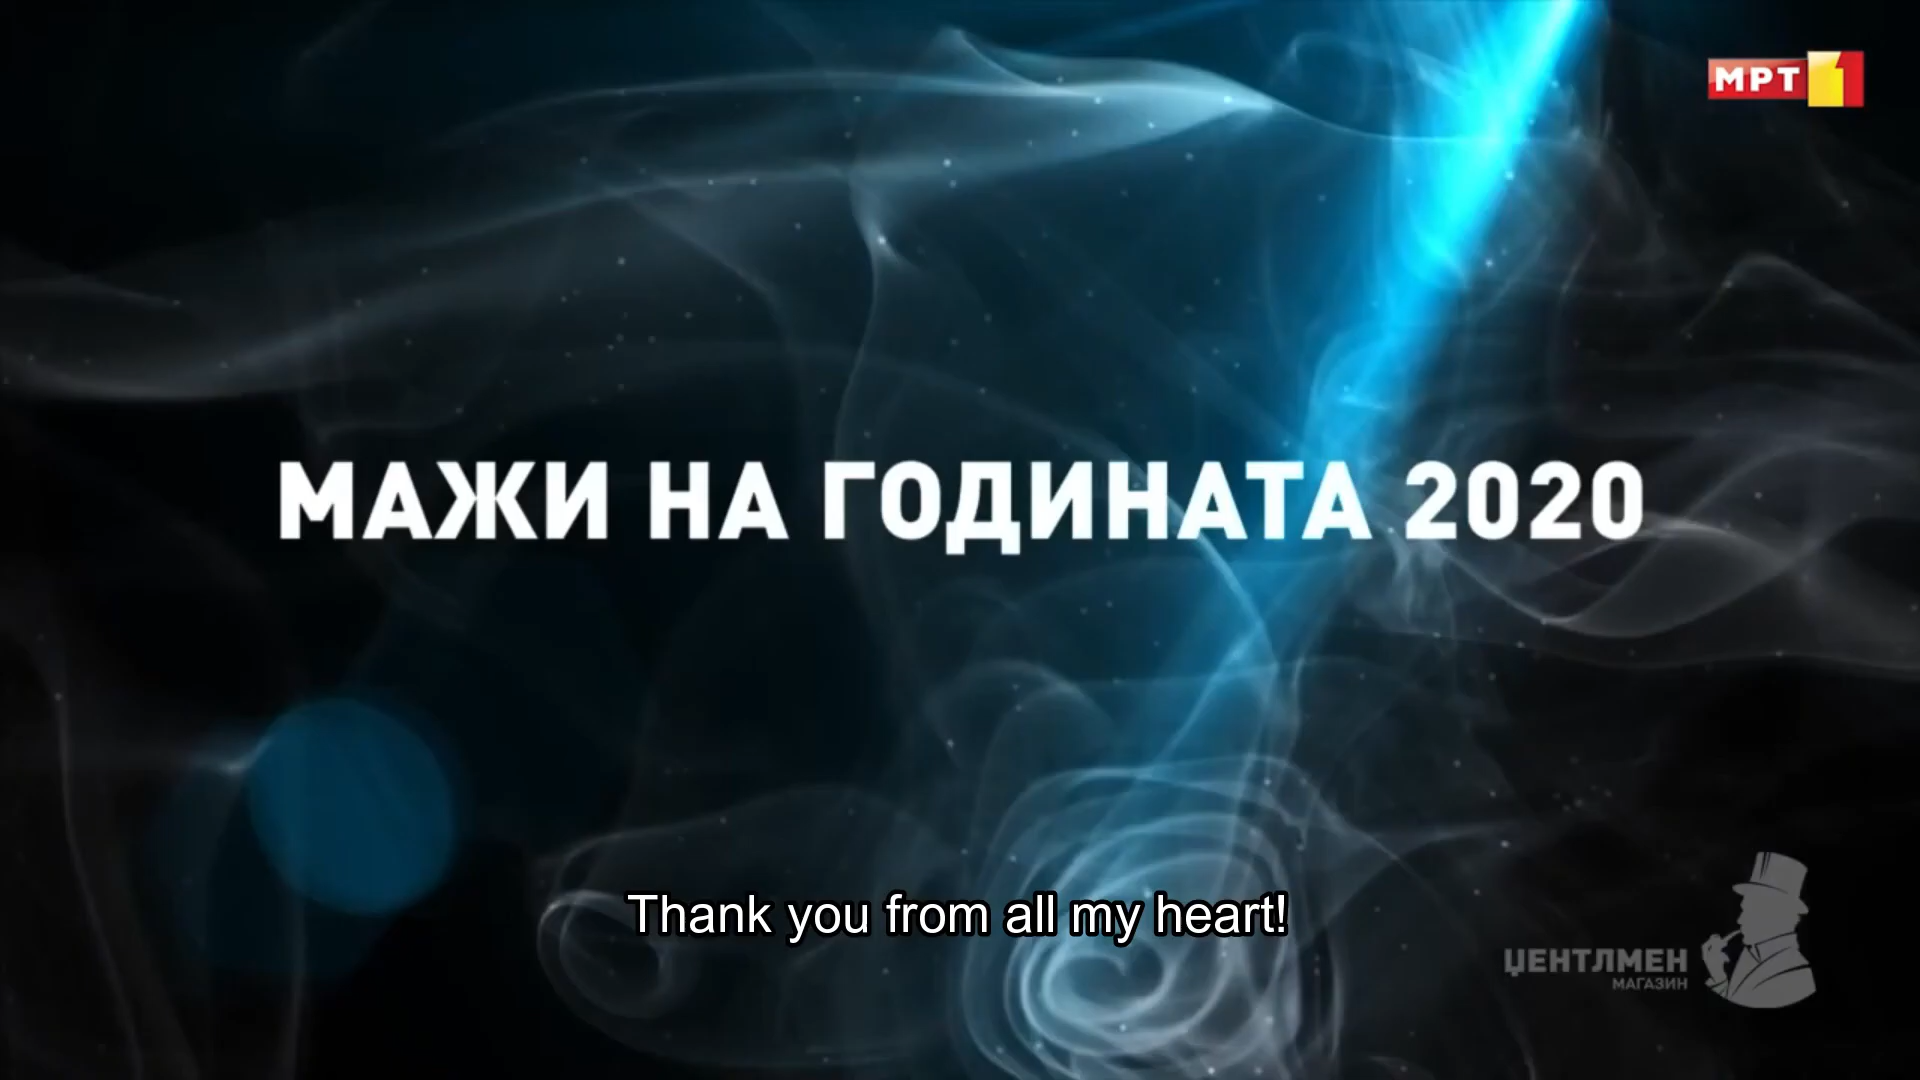 МРТ 1
МАЖИ НА ГОДИНАТА 2020
Thank you from all my heart!
ЏЕНТЛМЕН
МАГАЗИН